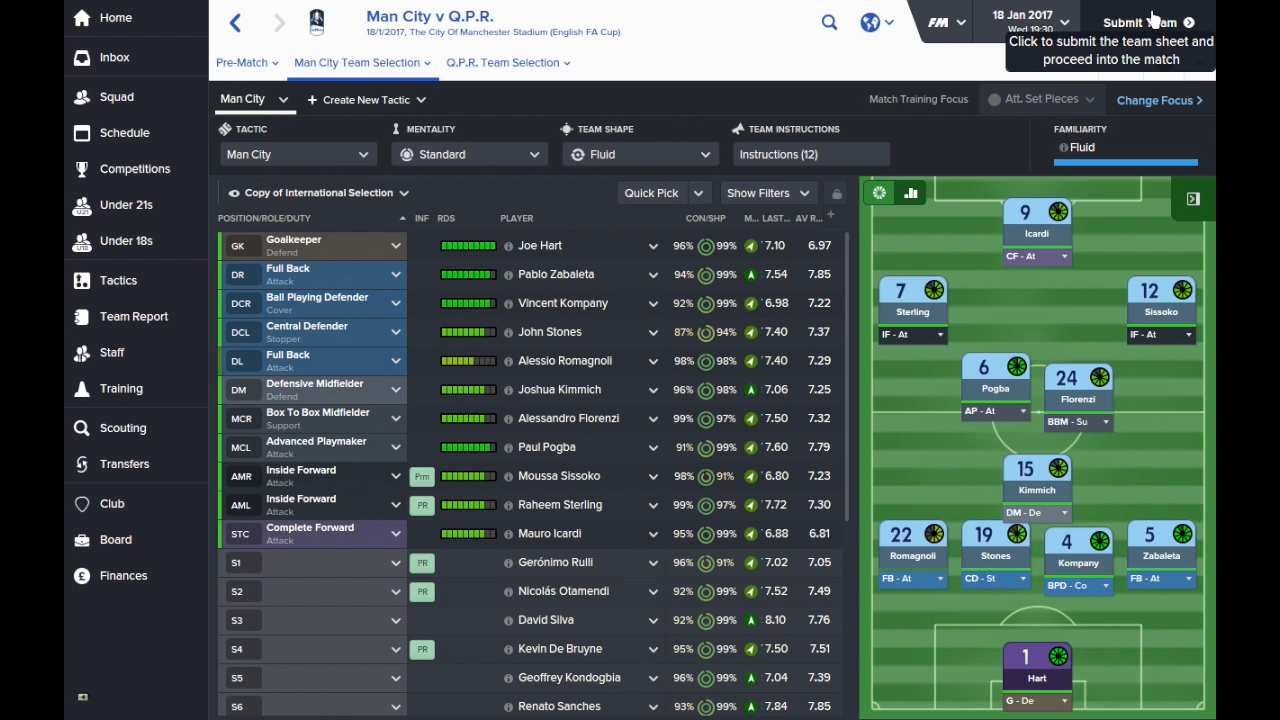 Home
Inbox
Squad
Schedule
Competitions
Under 21s
U21
Under 18s
U18
Tactics
Team Report
Staff
Training
Scouting
Transfers
Club
Board
Finances
Man City v Q.P.R.
18/1/2017, The City Of Manchester Stadium (English FA Cup)
FM
18 Jan 2017
Wed 19:30
Submit Team
Click to submit the team sheet and
proceed into the match
Pre-Match
Man City Team Selection
Q.P.R. Team Selection
Man City
+ Create New Tactic
Match Training Focus
Att. Set Pieces
Change Focus >
TACTIC
MENTALITY
TEAM SHAPE
TEAM INSTRUCTIONS
FAMILIARITY
Man City
Standard
Fluid
Instructions (12)
Fluid
Copy of International Selection
Quick Pick
Show Filters
POSITION/ROLE/DUTY INF RDS PLAYER CON/SHP M... LAST... AV R... +
GK Goalkeeper Defend Joe Hart 96% 99% 7.10 6.97
DR Full Back Attack Pablo Zabaleta 94% 99% 7.54 7.85
DCR Ball Playing Defender Cover Vincent Kompany 92% 99% 6.98 7.22
DCL Central Defender Stopper John Stones 87% 94% 7.40 7.37
DL Full Back Attack Alessio Romagnoli 98% 98% 7.40 7.29
DM Defensive Midfielder Defend Joshua Kimmich 96% 98% 7.06 7.25
MCR Box To Box Midfielder Support Alessandro Florenzi 99% 97% 7.50 7.32
MCL Advanced Playmaker Attack Paul Pogba 91% 99% 7.60 7.79
AMR Inside Forward Attack Prm Moussa Sissoko 98% 91% 6.80 7.23
AML Inside Forward Attack PR Raheem Sterling 99% 97% 7.72 7.30
STC Complete Forward Attack Mauro Icardi 95% 99% 6.88 6.81
S1 PR Gerónimo Rulli 96% 91% 7.02 7.05
S2 PR Nicolás Otamendi 92% 99% 7.52 7.49
S3 David Silva 92% 99% 8.10 7.76
S4 PR Kevin De Bruyne 95% 99% 7.50 7.51
S5 Geoffrey Kondogbia 96% 99% 7.04 7.39
S6 Renato Sanches 93% 99% 7.84 7.85
9
Icardi
CF - At
7
Sterling
IF - At
12
Sissoko
IF - At
6
Pogba
AP - At
24
Florenzi
BBM - Su
15
Kimmich
DM - De
22
Romagnoli
FB - At
19
Stones
CD - St
4
Kompany
BPD - Co
5
Zabaleta
FB - At
1
Hart
G - De